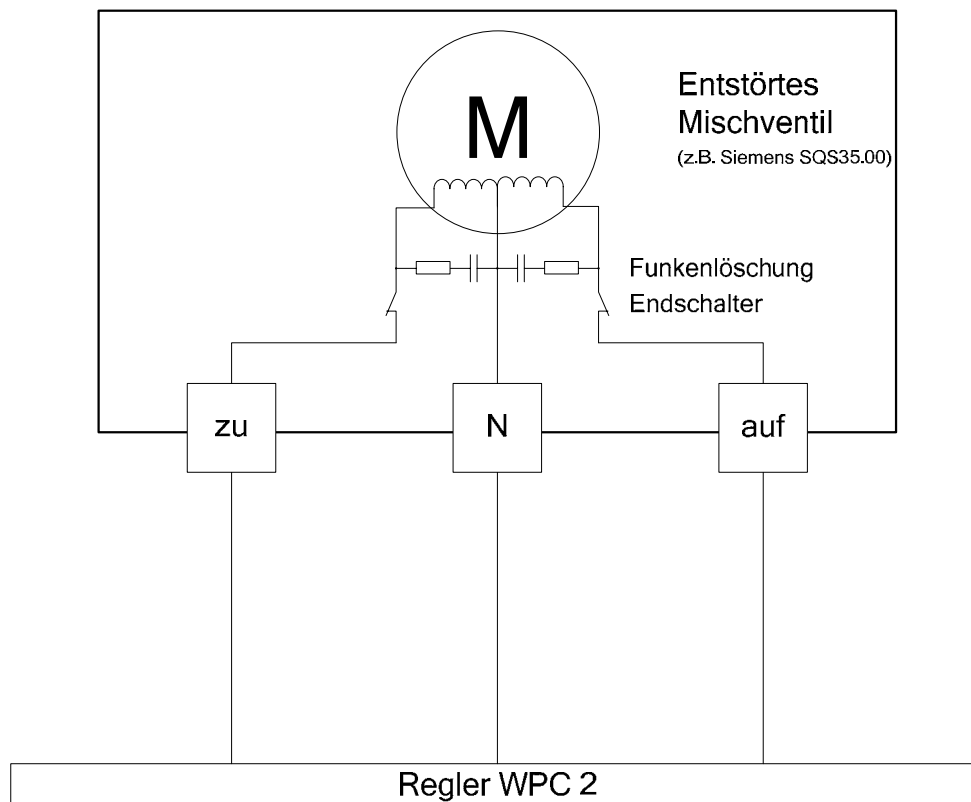 M
Entstörtes
Mischventil
(z.B. Siemens SQS35.00)
Funkenlöschung
Endschalter
zu
N
auf
Regler WPC 2